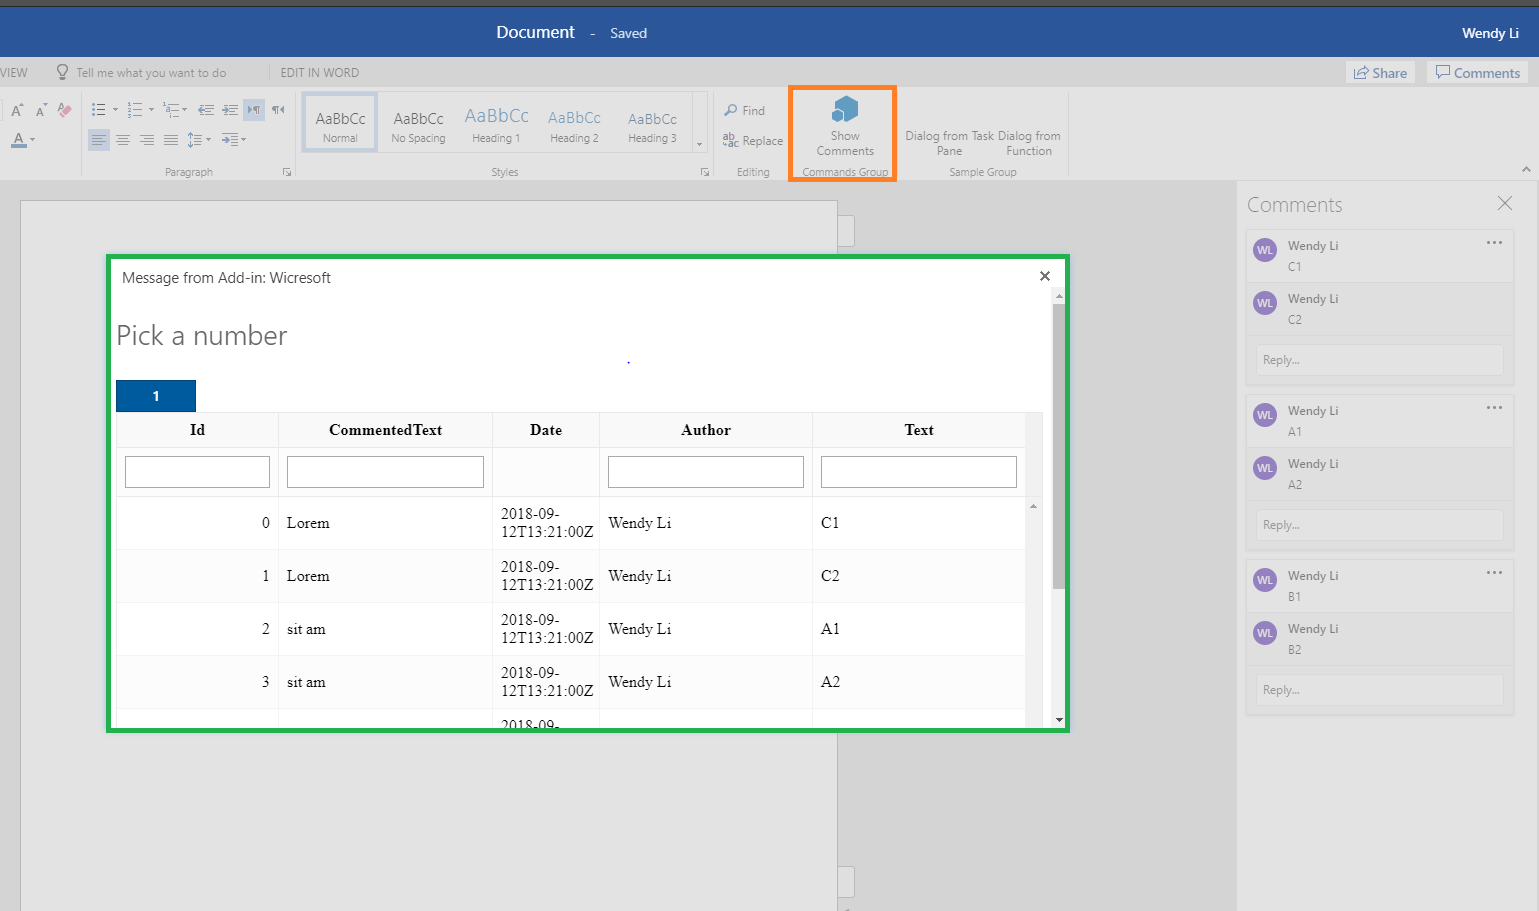 Document - Saved
Wendy Li
VIEW
Tell me what you want to do
EDIT IN WORD
Share
Comments
A A
A
AaBbCc
Normal
AaBbCc
No Spacing
AaBbCc
Heading 1
AaBbCc
Heading 2
AaBbCc
Heading 3
Find
Replace
Show
Comments
Dialog from Task
Pane
Dialog from
Function
Paragraph
Styles
Editing
Commands Group
Sample Group
Message from Add-in: Wicresoft
Pick a number
1
Id CommentedText Date Author Text
0 Lorem 2018-09-
12T13:21:00Z Wendy Li C1
1 Lorem 2018-09-
12T13:21:00Z Wendy Li C2
2 sit am 2018-09-
12T13:21:00Z Wendy Li A1
3 sit am 2018-09-
12T13:21:00Z Wendy Li A2
2018-09-
Comments
WL Wendy Li
C1
WL Wendy Li
C2
Reply...
WL Wendy Li
A1
WL Wendy Li
A2
Reply...
WL Wendy Li
B1
WL Wendy Li
B2
Reply...